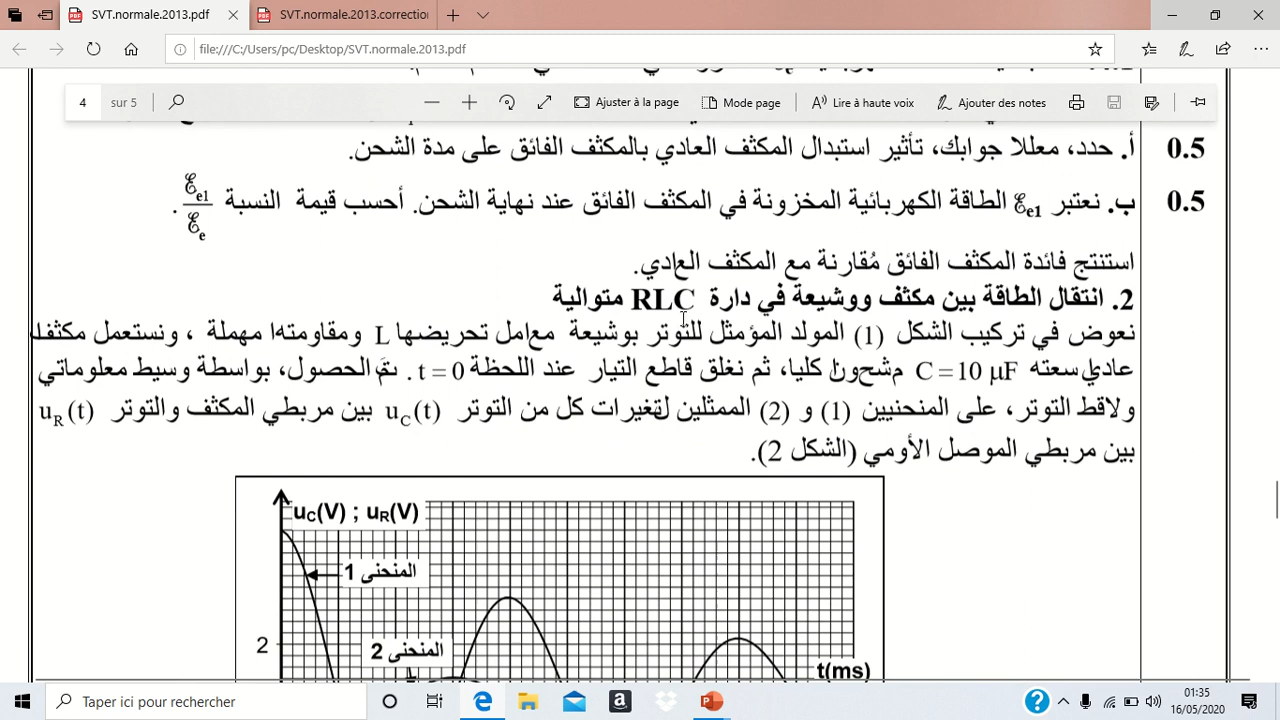 SVT.normale.2013.pdf
SVT.normale.2013.correction
file:///C:/Users/pc/Desktop/SVT.normale.2013.pdf
4 sur 5
Ajuster à la page
Mode page
Lire à haute voix
Ajouter des notes
0.5 أ. حدد، معللا جوابك، تأثير استبدال المكثف العادي بالمكثف الفائق على مدة الشحن.
0.5 ب. نعتبر ℰe1 الطاقة الكهربائية المخزونة في المكثف الفائق عند نهاية الشحن. أحسب قيمة النسبة ℰe1/ℰe .
استنتج فائدة المكثف الفائق مُقارنة مع المكثف العادي.
2. انتقال الطاقة بين مكثف ووشيعة في دارة RLC متوالية
نعوض في تركيب الشكل (1) المولد المؤمثل للتوتر بوشيعة معامل تحريضها L ومقاومتها مهملة ، ونستعمل مكثفا
عادي سعته C = 10 µF مشحون كليا، ثم نغلق قاطع التيار عند اللحظة t = 0 . تم الحصول، بواسطة وسيط معلوماتي
ولاقط التوتر، على المنحنيين (1) و (2) الممثلين لتغيرات كل من التوتر uC(t) بين مربطي المكثف والتوتر uR(t)
بين مربطي الموصل الأومي (الشكل 2).
uC(V) ; uR(V)
المنحنى 1
2
المنحنى 2
t(ms)
Taper ici pour rechercher
01:35
16/05/2020